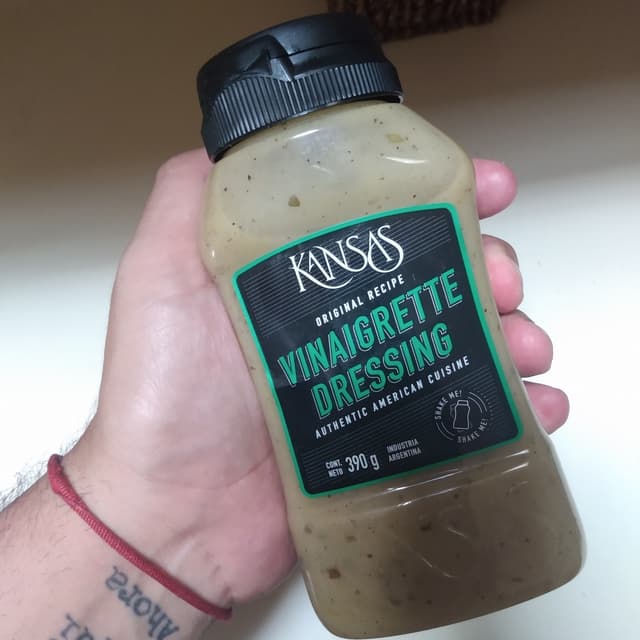 KANSAS
ORIGINAL RECIPE
VINAIGRETTE
DRESSING
AUTHENTIC AMERICAN CUISINE
SHAKE ME!
SHAKE ME!
CONT.
NETO
390 g
INDUSTRIA
ARGENTINA
Ahora